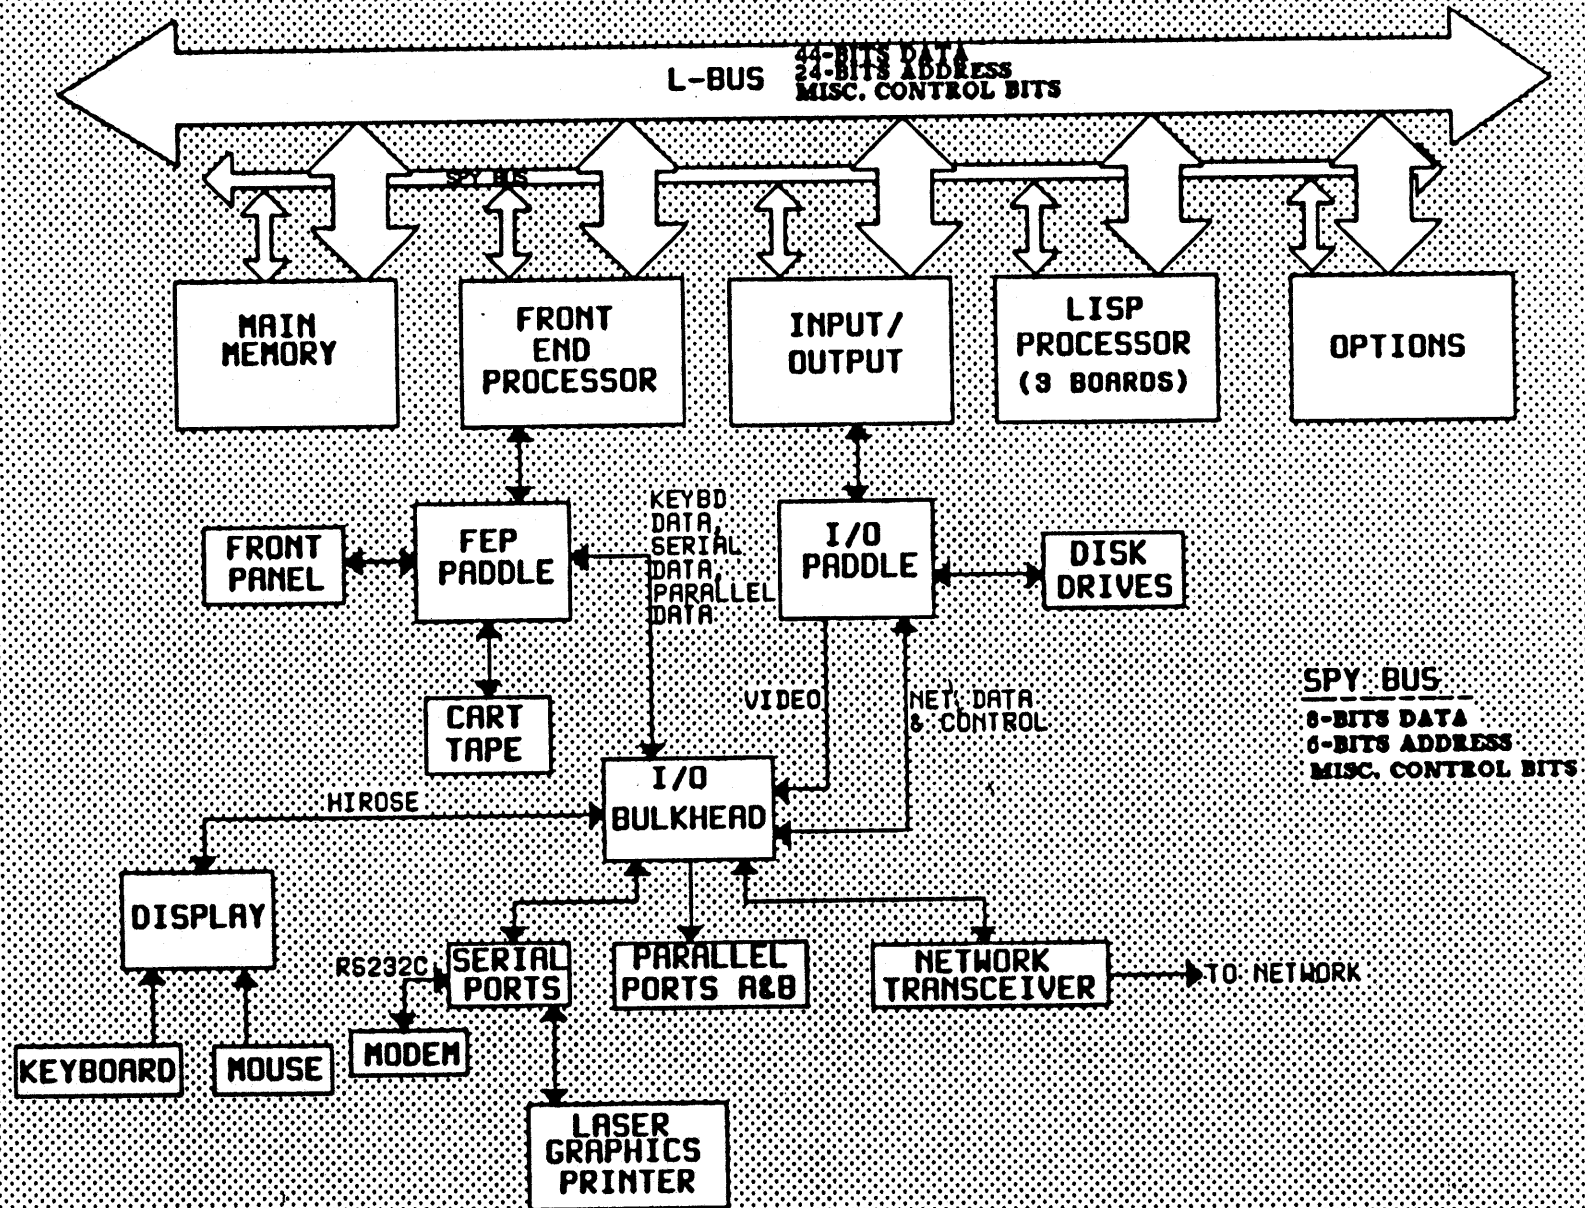 L-BUS
44-BITS DATA
24-BITS ADDRESS
MISC. CONTROL BITS
SPY BUS
MAIN
MEMORY
FRONT
END
PROCESSOR
INPUT/
OUTPUT
LISP
PROCESSOR
(3 BOARDS)
OPTIONS
FRONT
PANEL
FEP
PADDLE
KEYBD
DATA,
SERIAL
DATA,
PARALLEL
DATA
I/O
PADDLE
DISK
DRIVES
CART
TAPE
VIDEO
NET DATA
& CONTROL
SPY BUS
8-BITS DATA
6-BITS ADDRESS
MISC. CONTROL BITS
HIROSE
I/O
BULKHEAD
DISPLAY
RS232C
SERIAL
PORTS
PARALLEL
PORTS A&B
NETWORK
TRANSCEIVER
TO NETWORK
KEYBOARD
MOUSE
MODEM
LASER
GRAPHICS
PRINTER